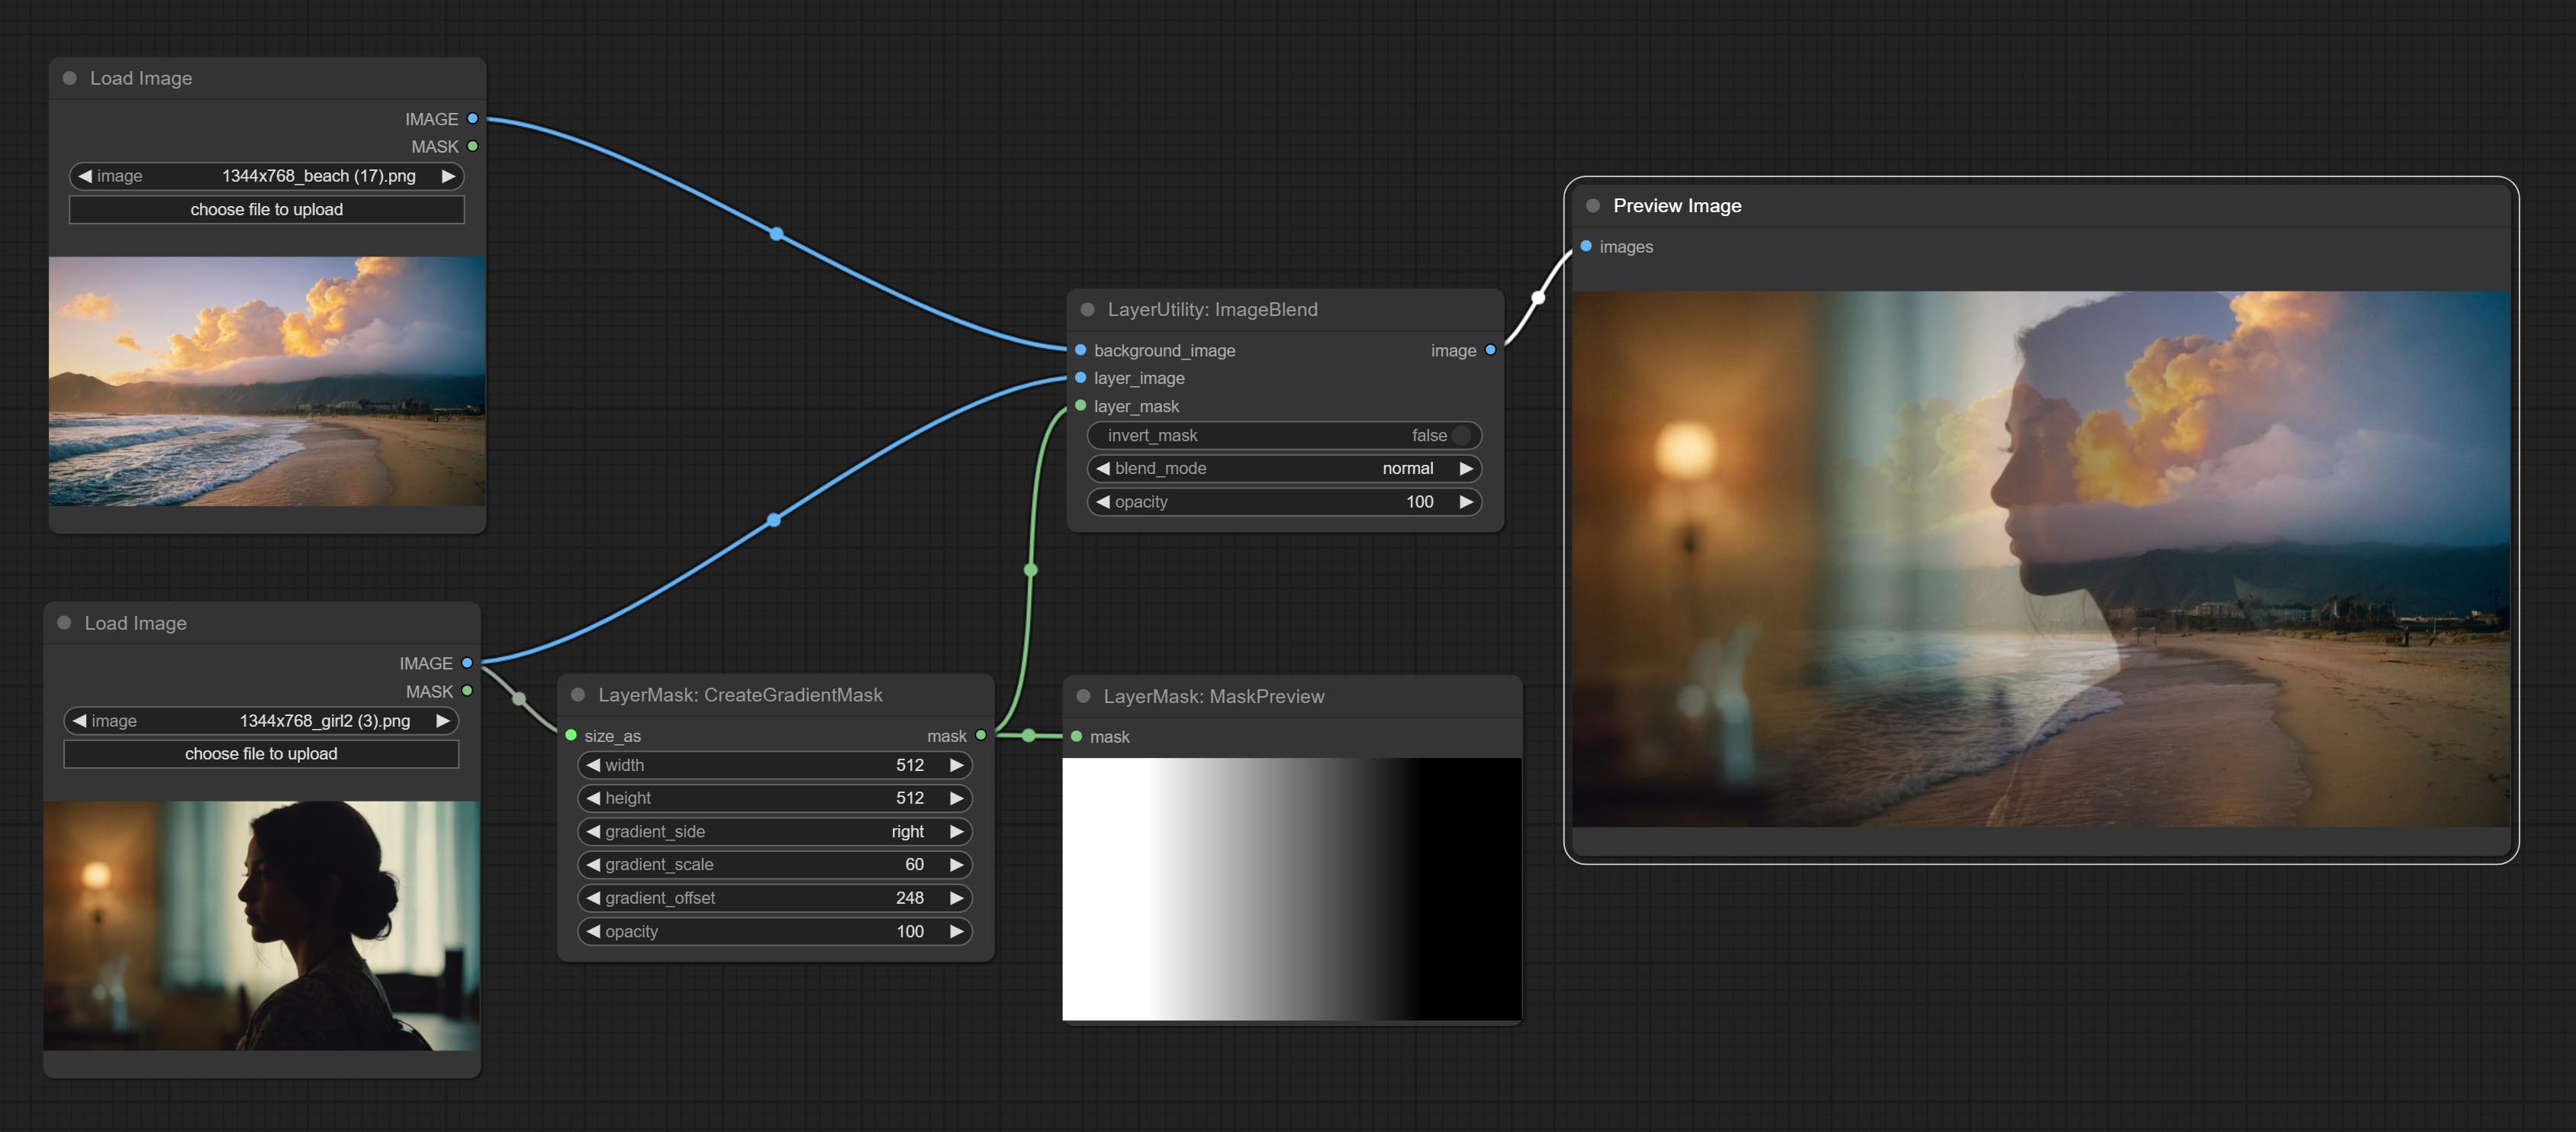 Load Image
IMAGE
MASK
image 1344x768_beach (17).png
choose file to upload
Load Image
IMAGE
MASK
image 1344x768_girl2 (3).png
choose file to upload
LayerMask: CreateGradientMask
size_as mask
width 512
height 512
gradient_side right
gradient_scale 60
gradient_offset 248
opacity 100
LayerUtility: ImageBlend
background_image image
layer_image
layer_mask
invert_mask false
blend_mode normal
opacity 100
LayerMask: MaskPreview
mask
Preview Image
images